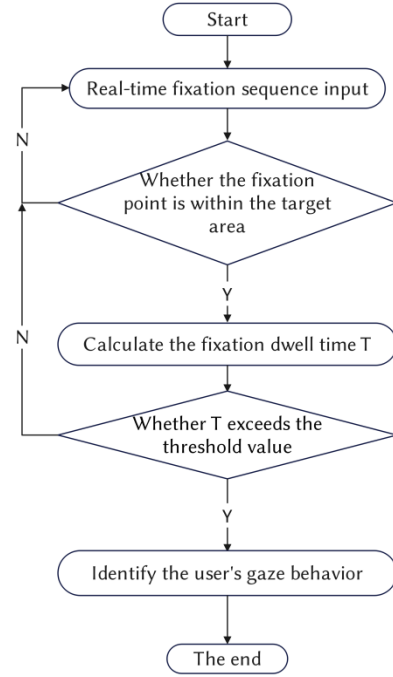 Start
Real-time fixation sequence input
N
Whether the fixation
point is within the target
area
Y
N
Calculate the fixation dwell time T
Whether T exceeds the
threshold value
Y
Identify the user's gaze behavior
The end